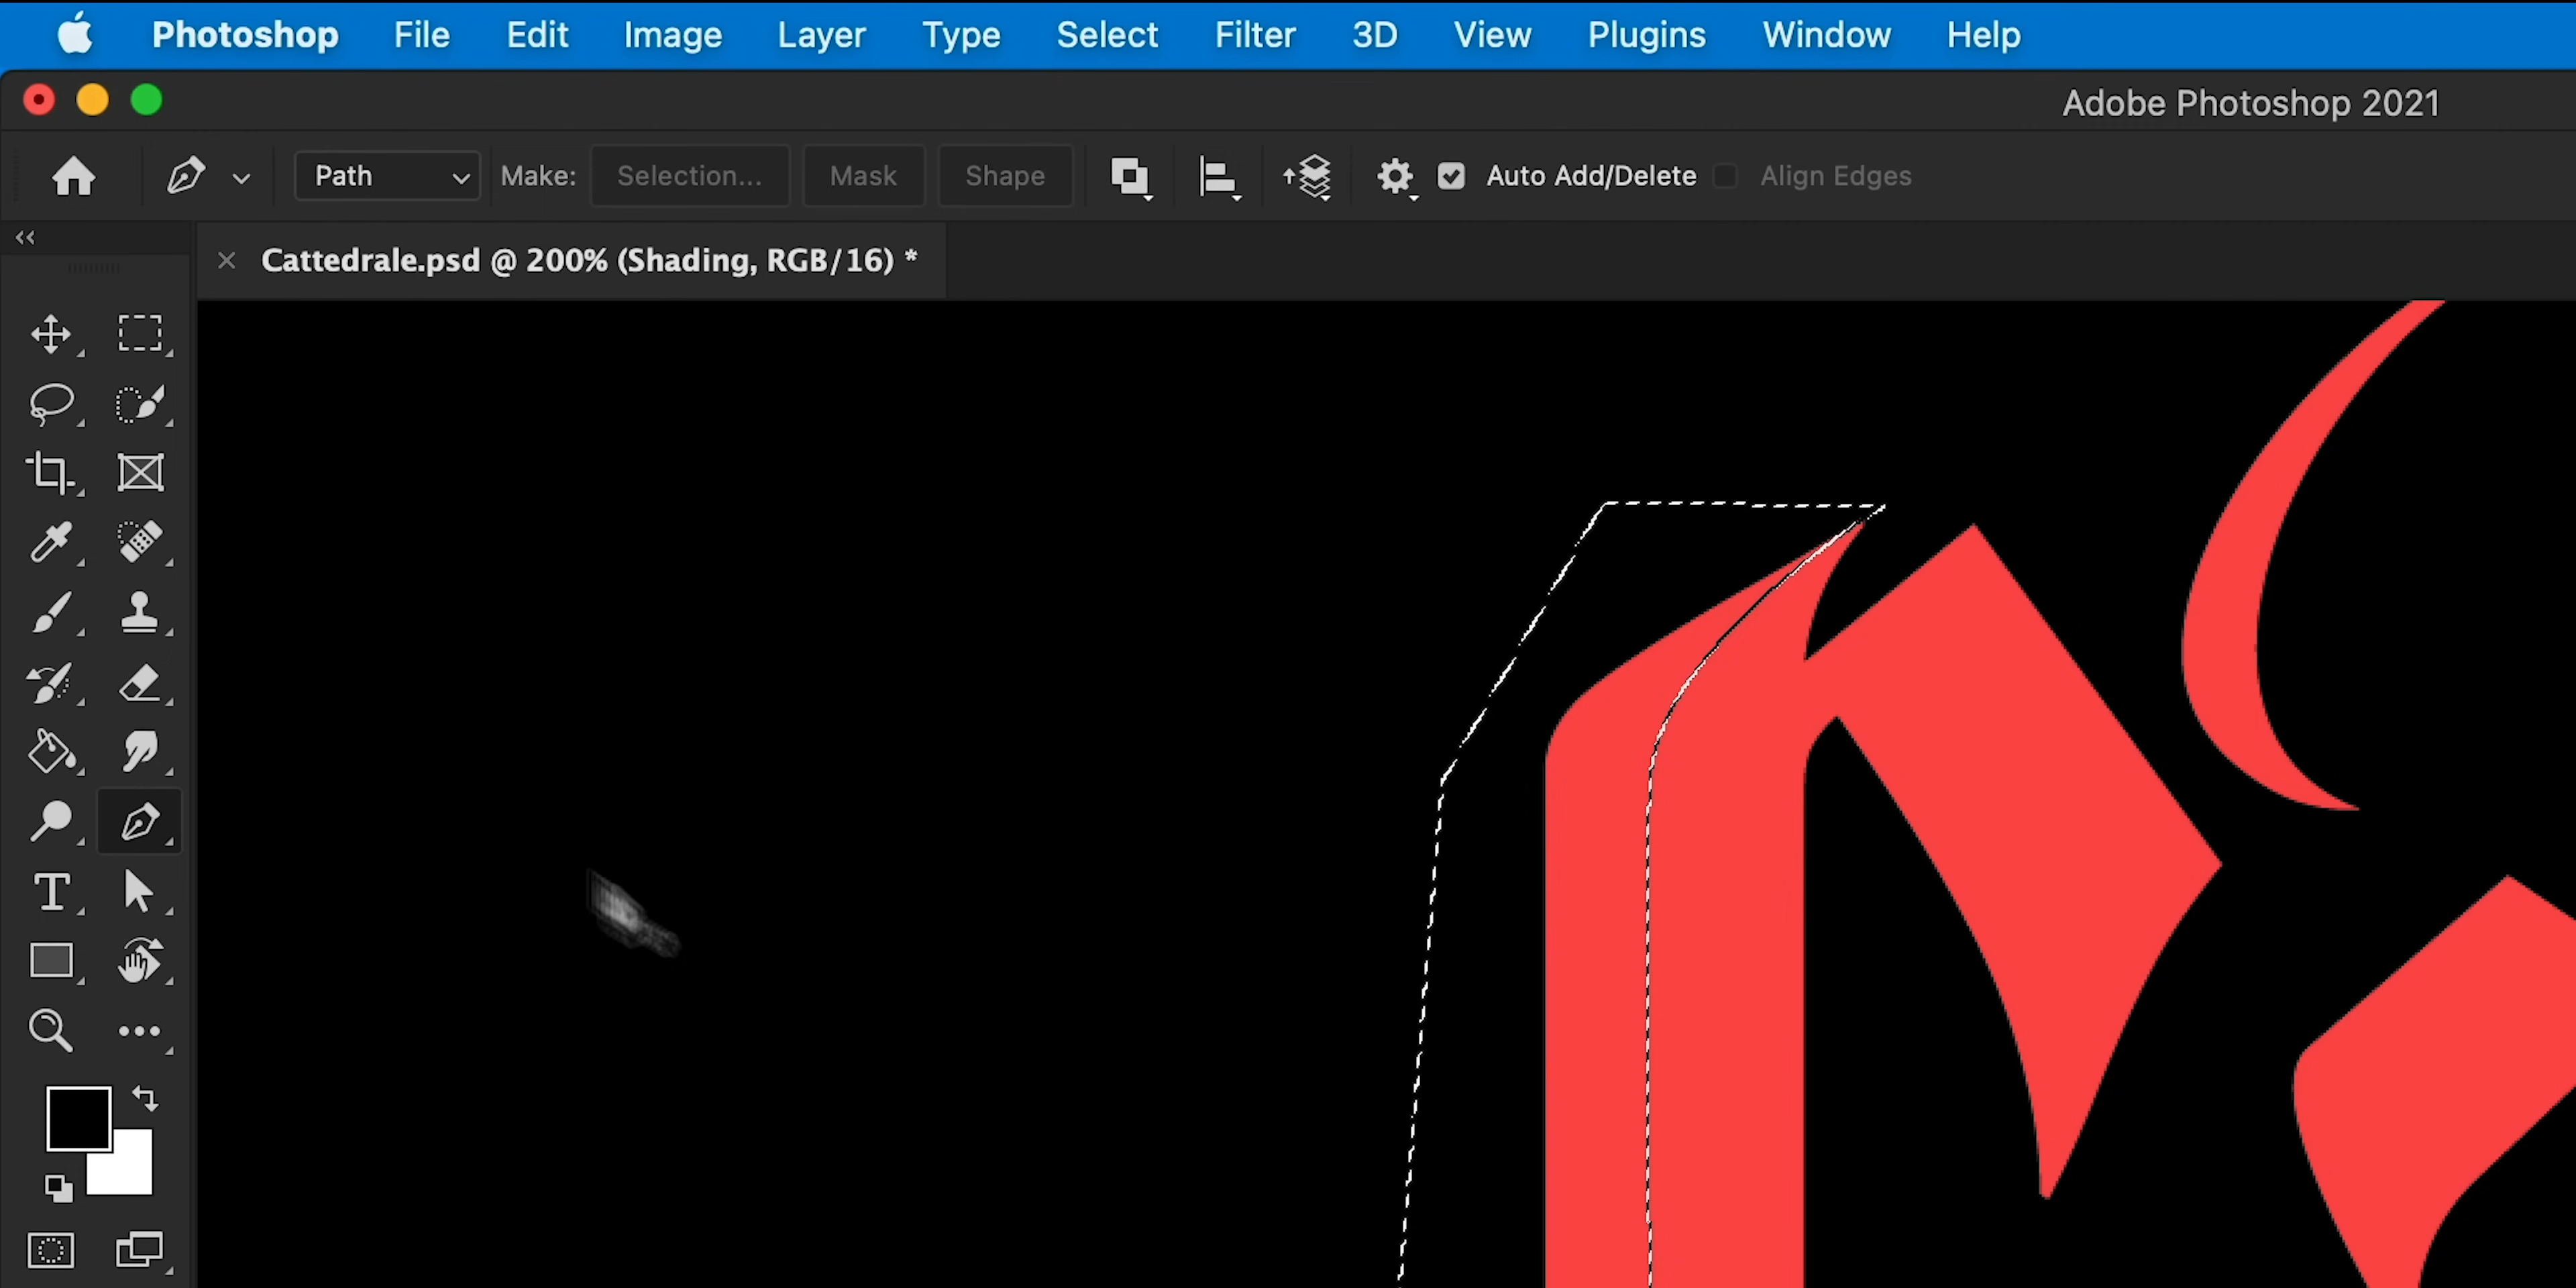 Photoshop File Edit Image Layer Type Select Filter 3D View Plugins Window Help
Adobe Photoshop 2021
Path Make: Selection... Mask Shape Auto Add/Delete Align Edges
Cattedrale.psd @ 200% (Shading, RGB/16) *